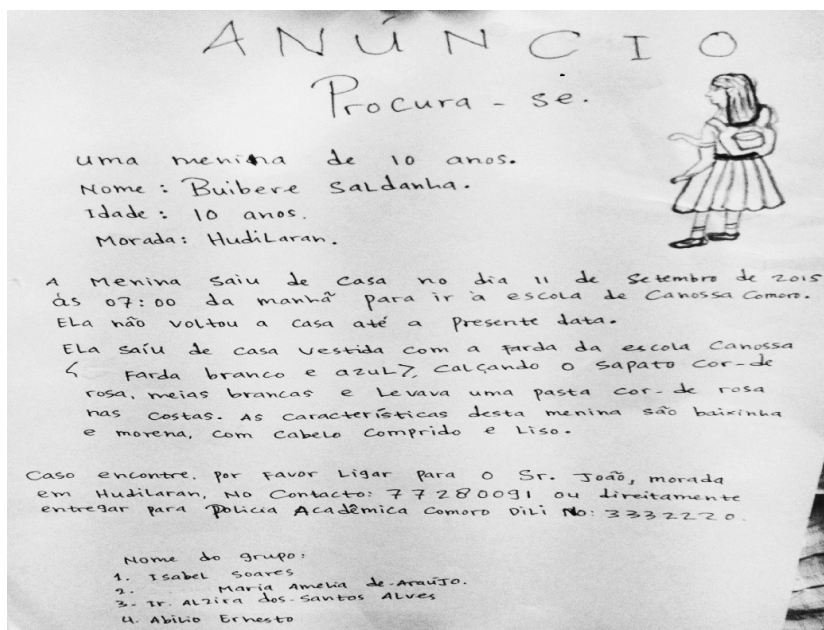 ANÚNCIO
Procura-se.
uma menina de 10 anos.
Nome: Buibere Saldanha.
Idade: 10 anos.
Morada: Hudilaran.
A menina saiu de casa no dia 11 de Setembro de 2015
às 07:00 da manhã para ir à escola de Canossa Comoro.
Ela não voltou a casa até a presente data.
Ela saíu de casa vestida com a farda da escola Canossa
< Farda branco e azul>, calçando o sapato cor-de
rosa, meias brancas e levava uma pasta cor-de rosa
nas costas. As características desta menina são baixinha
e morena, com cabelo comprido e liso.
Caso encontre, por favor ligar para o Sr. João, morada
em Hudilaran, No Contacto: 77280091 ou direitamente
entregar para Polícia Acadêmica Comoro Dili No: 3332220.
Nome do grupo:
1. Isabel Soares
2. Maria Amelia de-Araújo.
3. Ir. Alzira dos-Santos Alves
4. Abilio Ernesto